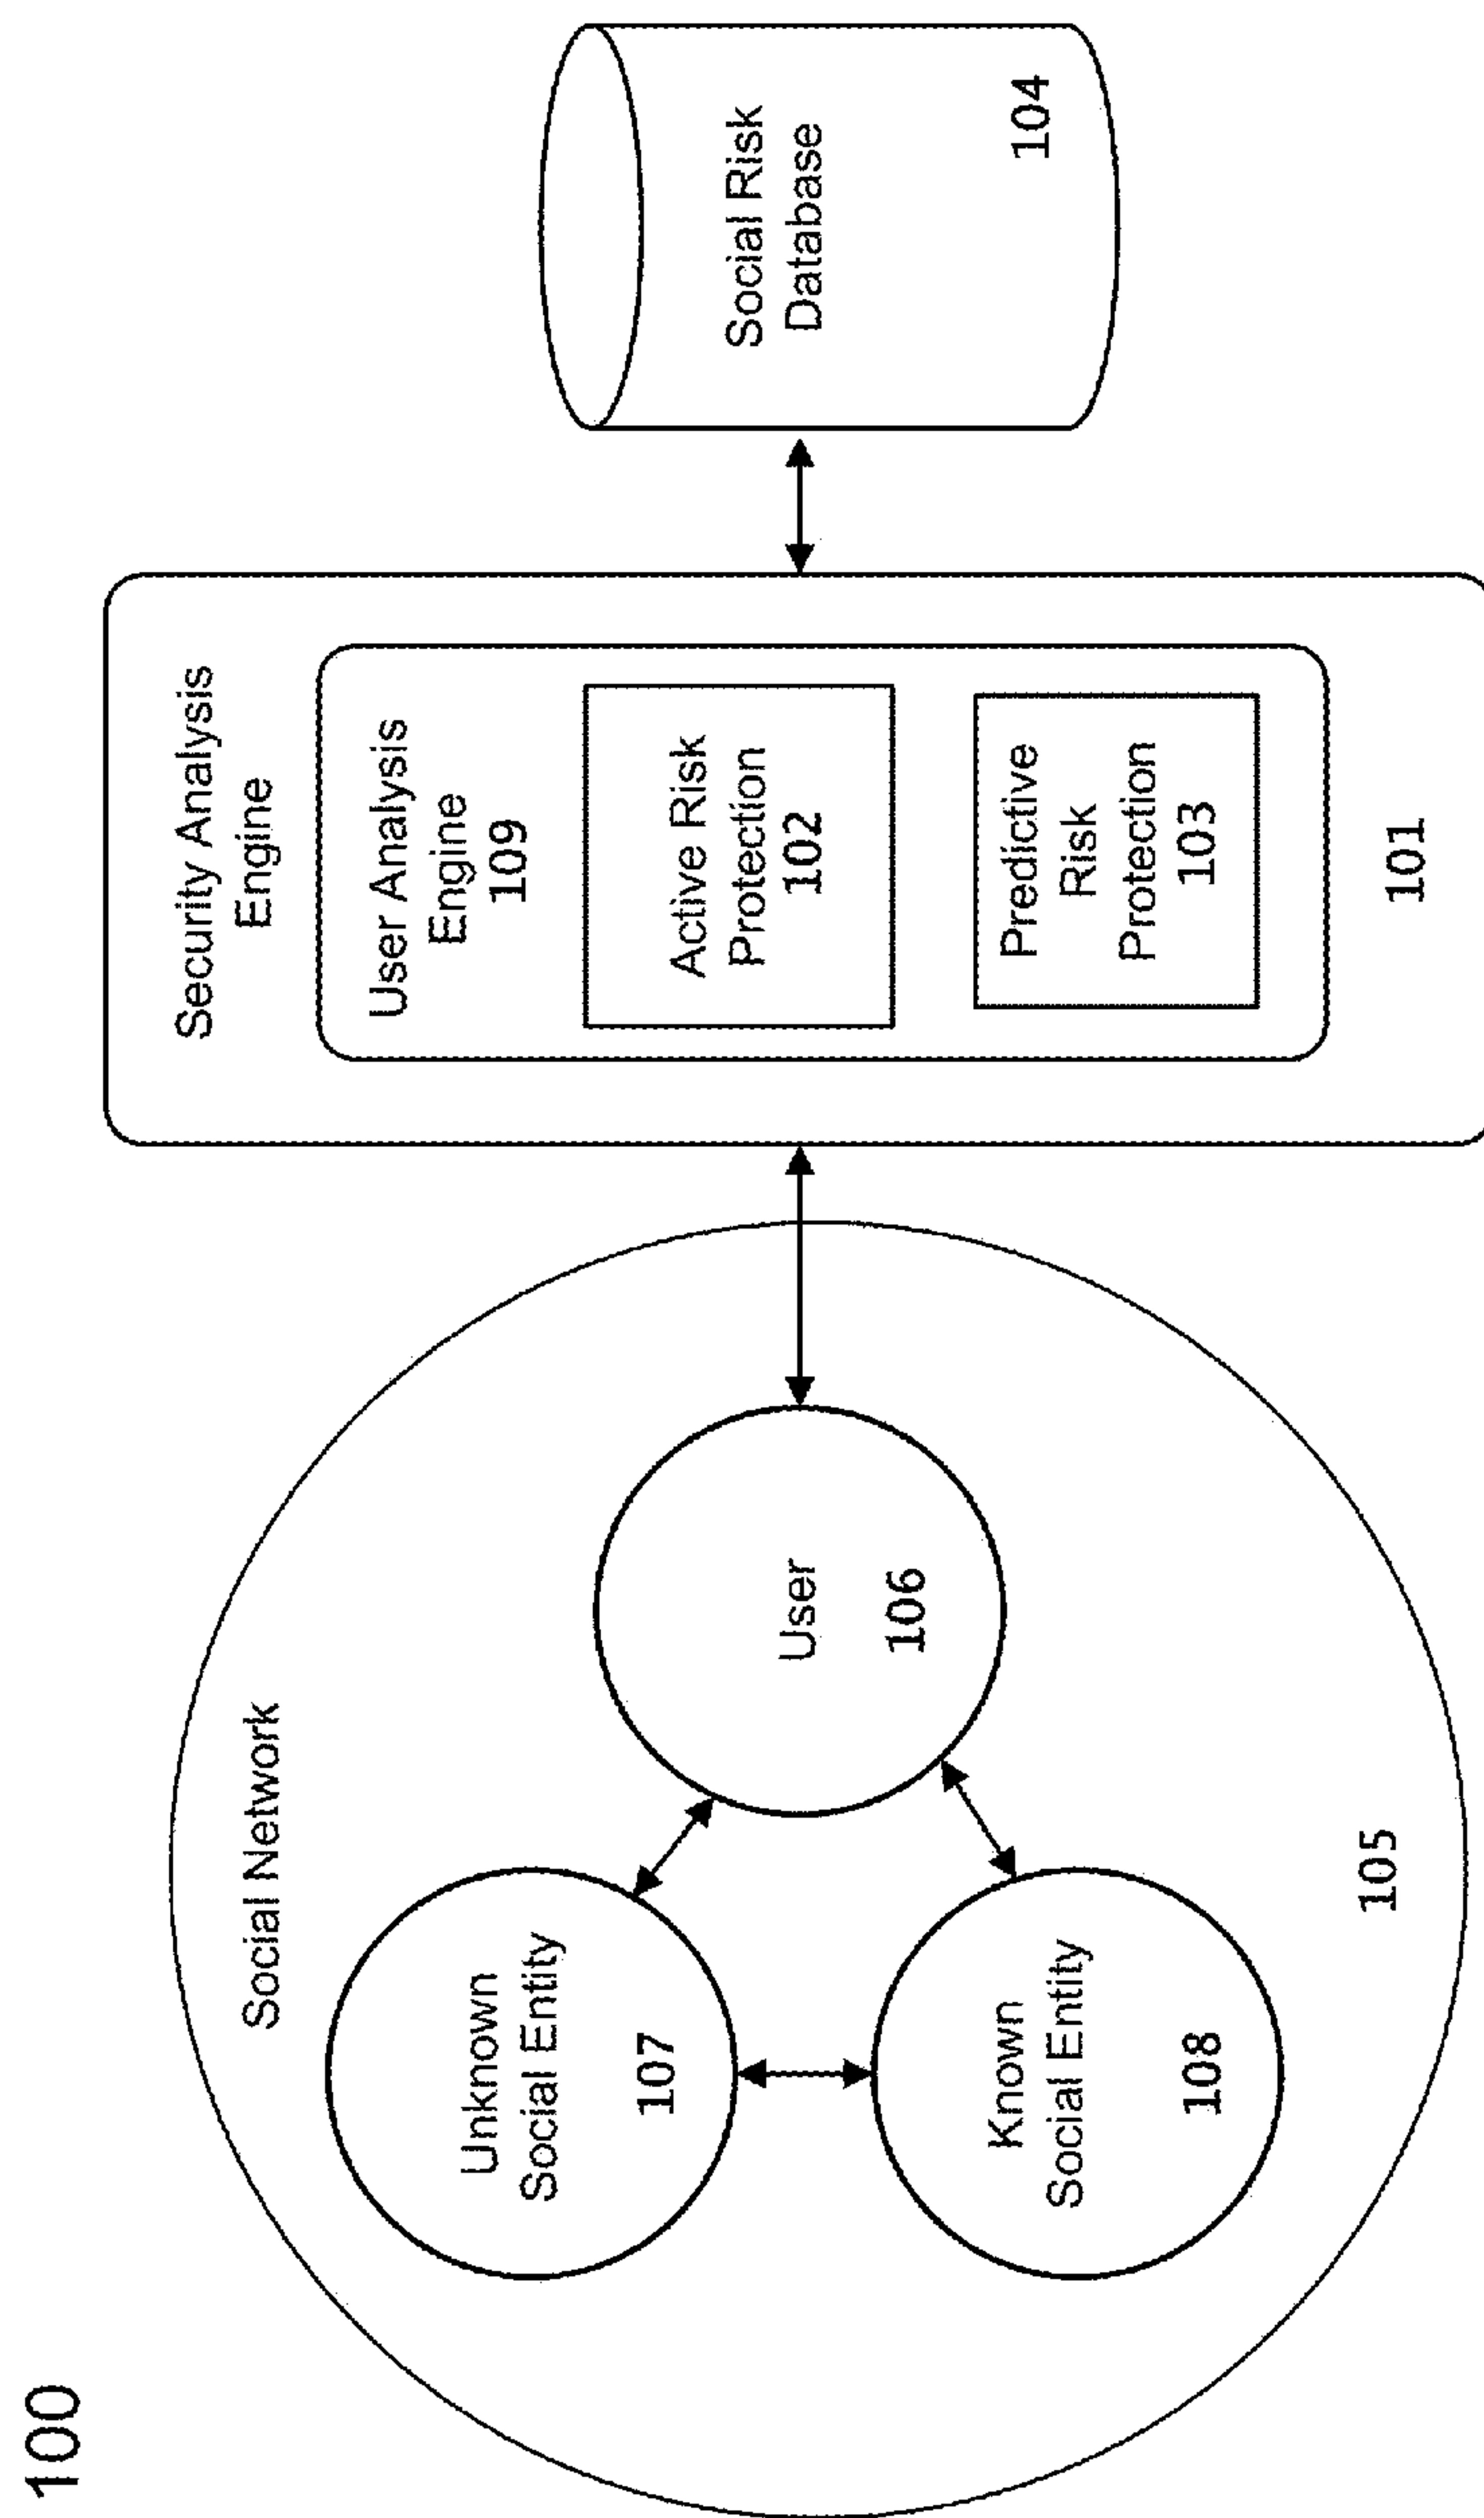 100
Social Network
Unknown
Social Entity
107
Known
Social Entity
108
User
106
105
Security Analysis
Engine
User Analysis
Engine
109
Active Risk
Protection
102
Predictive
Risk
Protection
103
101
Social Risk
Database
104